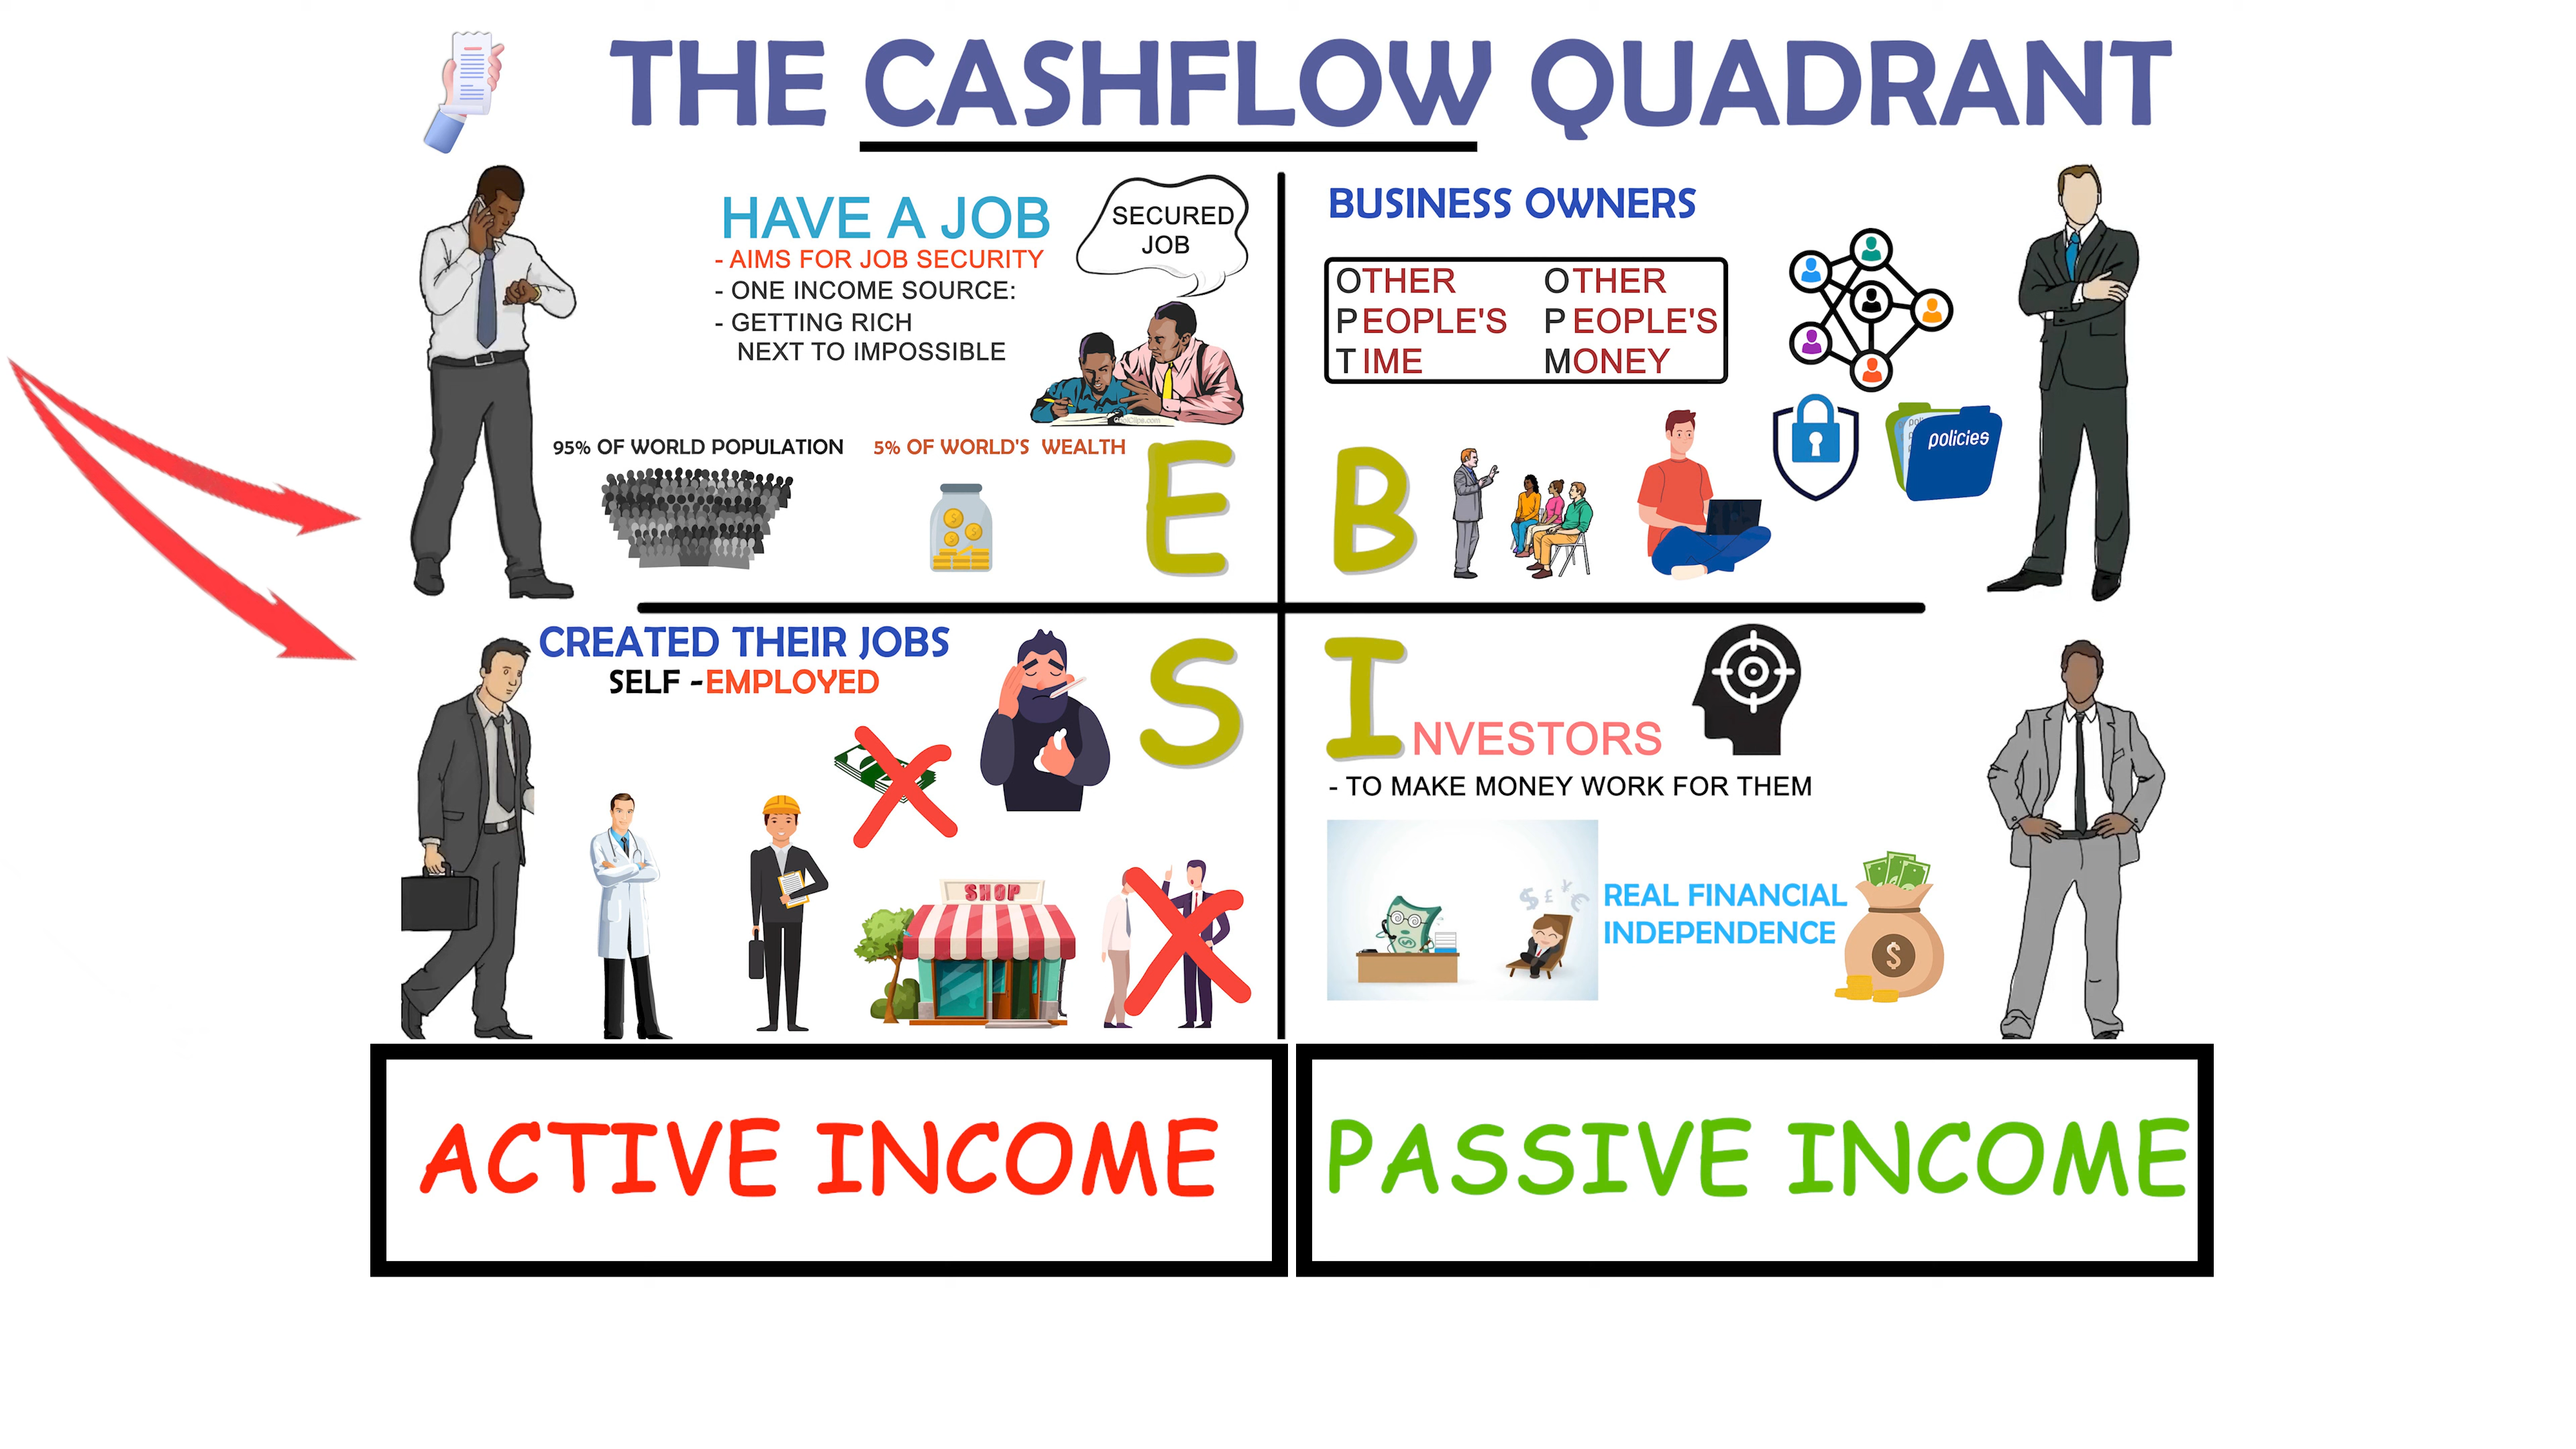 THE CASHFLOW QUADRANT
HAVE A JOB
- AIMS FOR JOB SECURITY
- ONE INCOME SOURCE:
- GETTING RICH
NEXT TO IMPOSSIBLE
SECURED
JOB
95% OF WORLD POPULATION
5% OF WORLD'S WEALTH
E
BUSINESS OWNERS
OTHER
PEOPLE'S
TIME
OTHER
PEOPLE'S
MONEY
policies
B
CREATED THEIR JOBS
SELF -EMPLOYED
S
SHOP
INVESTORS
- TO MAKE MONEY WORK FOR THEM
$ £ ¥ €
REAL FINANCIAL
INDEPENDENCE
$
ACTIVE INCOME
PASSIVE INCOME